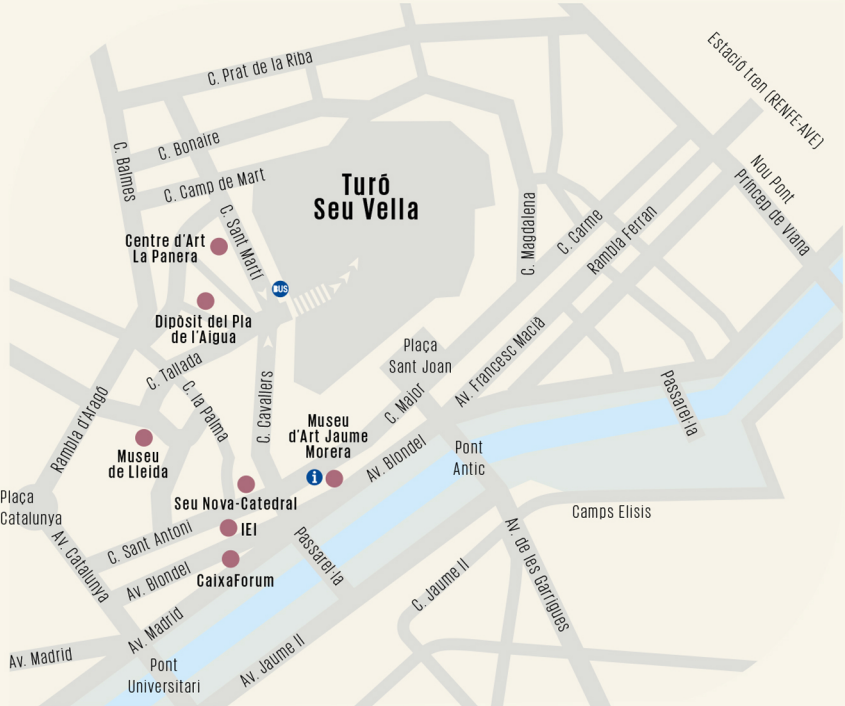 C. Prat de la Riba
Estació tren (RENFE-AVE)
C. Bonaire
C. Balmes
C. Camp de Mart
Turó
Seu Vella
Nou Pont
Príncep de Viana
C. Sant Martí
C. Magdalena
C. Carme
Rambla Ferran
Centre d'Art
La Panera
BUS
Dipòsit del Pla
de l'Aigua
Plaça
Sant Joan
Av. Francesc Macià
C. Tallada
C. la Palma
C. Cavallers
C. Major
Passarel·la
Rambla d'Aragó
Museu
de Lleida
Museu
d'Art Jaume
Morera
i
Av. Blondel
Pont
Antic
Plaça
Catalunya
Seu Nova-Catedral
IEI
Camps Elisis
C. Sant Antoni
Passarel·la
Av. Catalunya
Av. Blondel
CaixaForum
C. Jaume II
Av. de les Garrigues
Av. Madrid
Av. Madrid
Av. Jaume II
Pont
Universitari